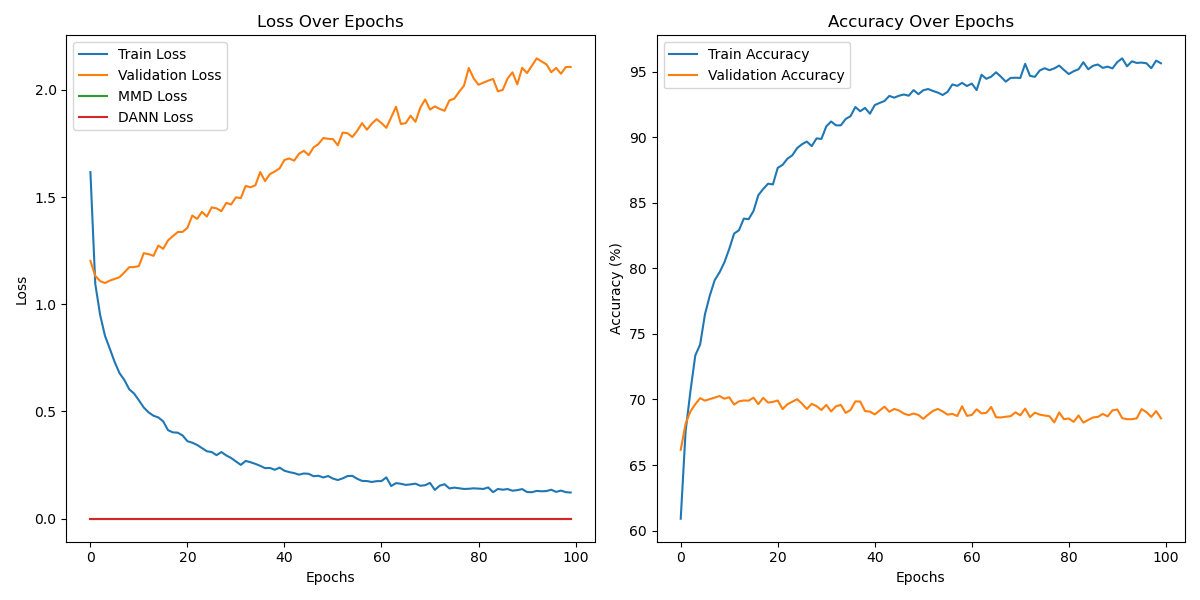 Loss Over Epochs
Train Loss
Validation Loss
MMD Loss
DANN Loss
Loss
2.0
1.5
1.0
0.5
0.0
0 20 40 60 80 100
Epochs
Accuracy Over Epochs
Train Accuracy
Validation Accuracy
Accuracy (%)
95
90
85
80
75
70
65
60
0 20 40 60 80 100
Epochs